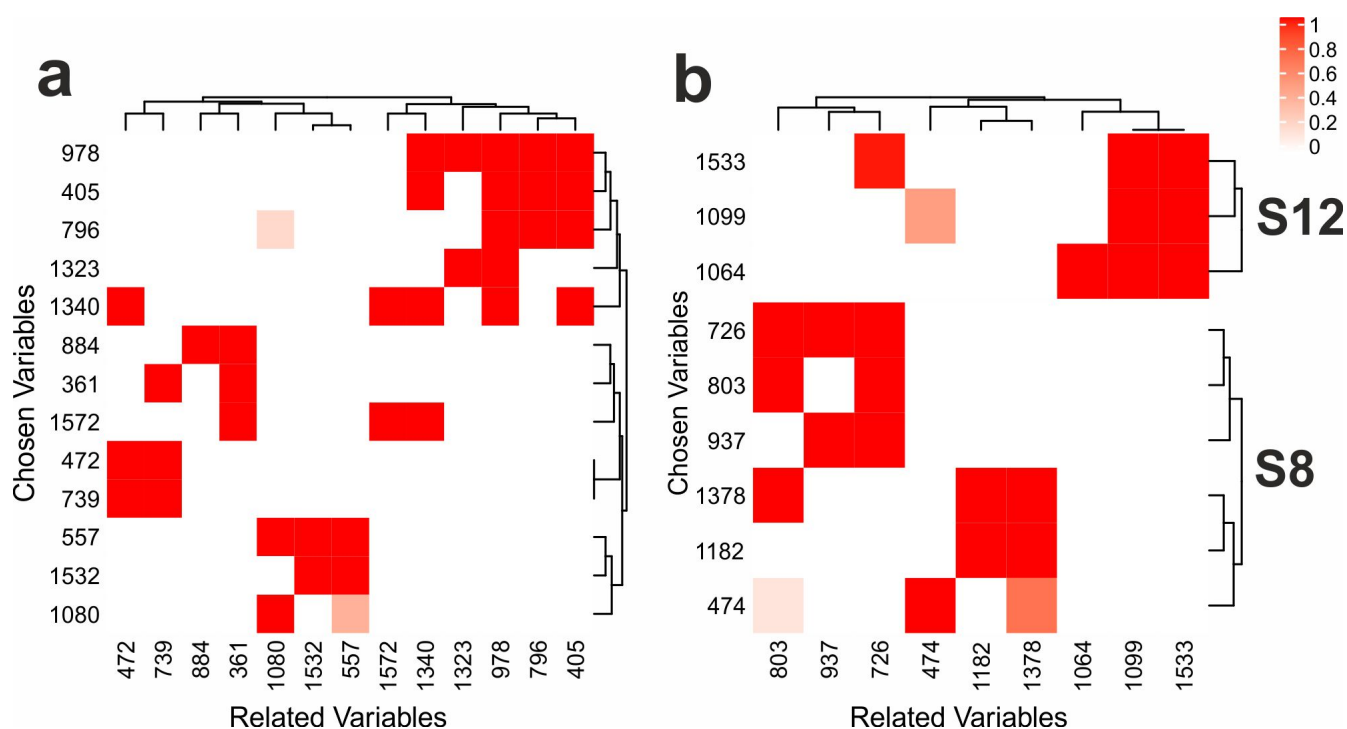 a
978
405
796
1323
1340
884
361
1572
472
739
557
1532
1080
Chosen Variables
472 739 884 361 1080 1532 557 1572 1340 1323 978 796 405
Related Variables
b
1
0.8
0.6
0.4
0.2
0
1533
1099
1064
S12
726
803
937
1378
1182
474
S8
Chosen Variables
803 937 726 474 1182 1378 1064 1099 1533
Related Variables